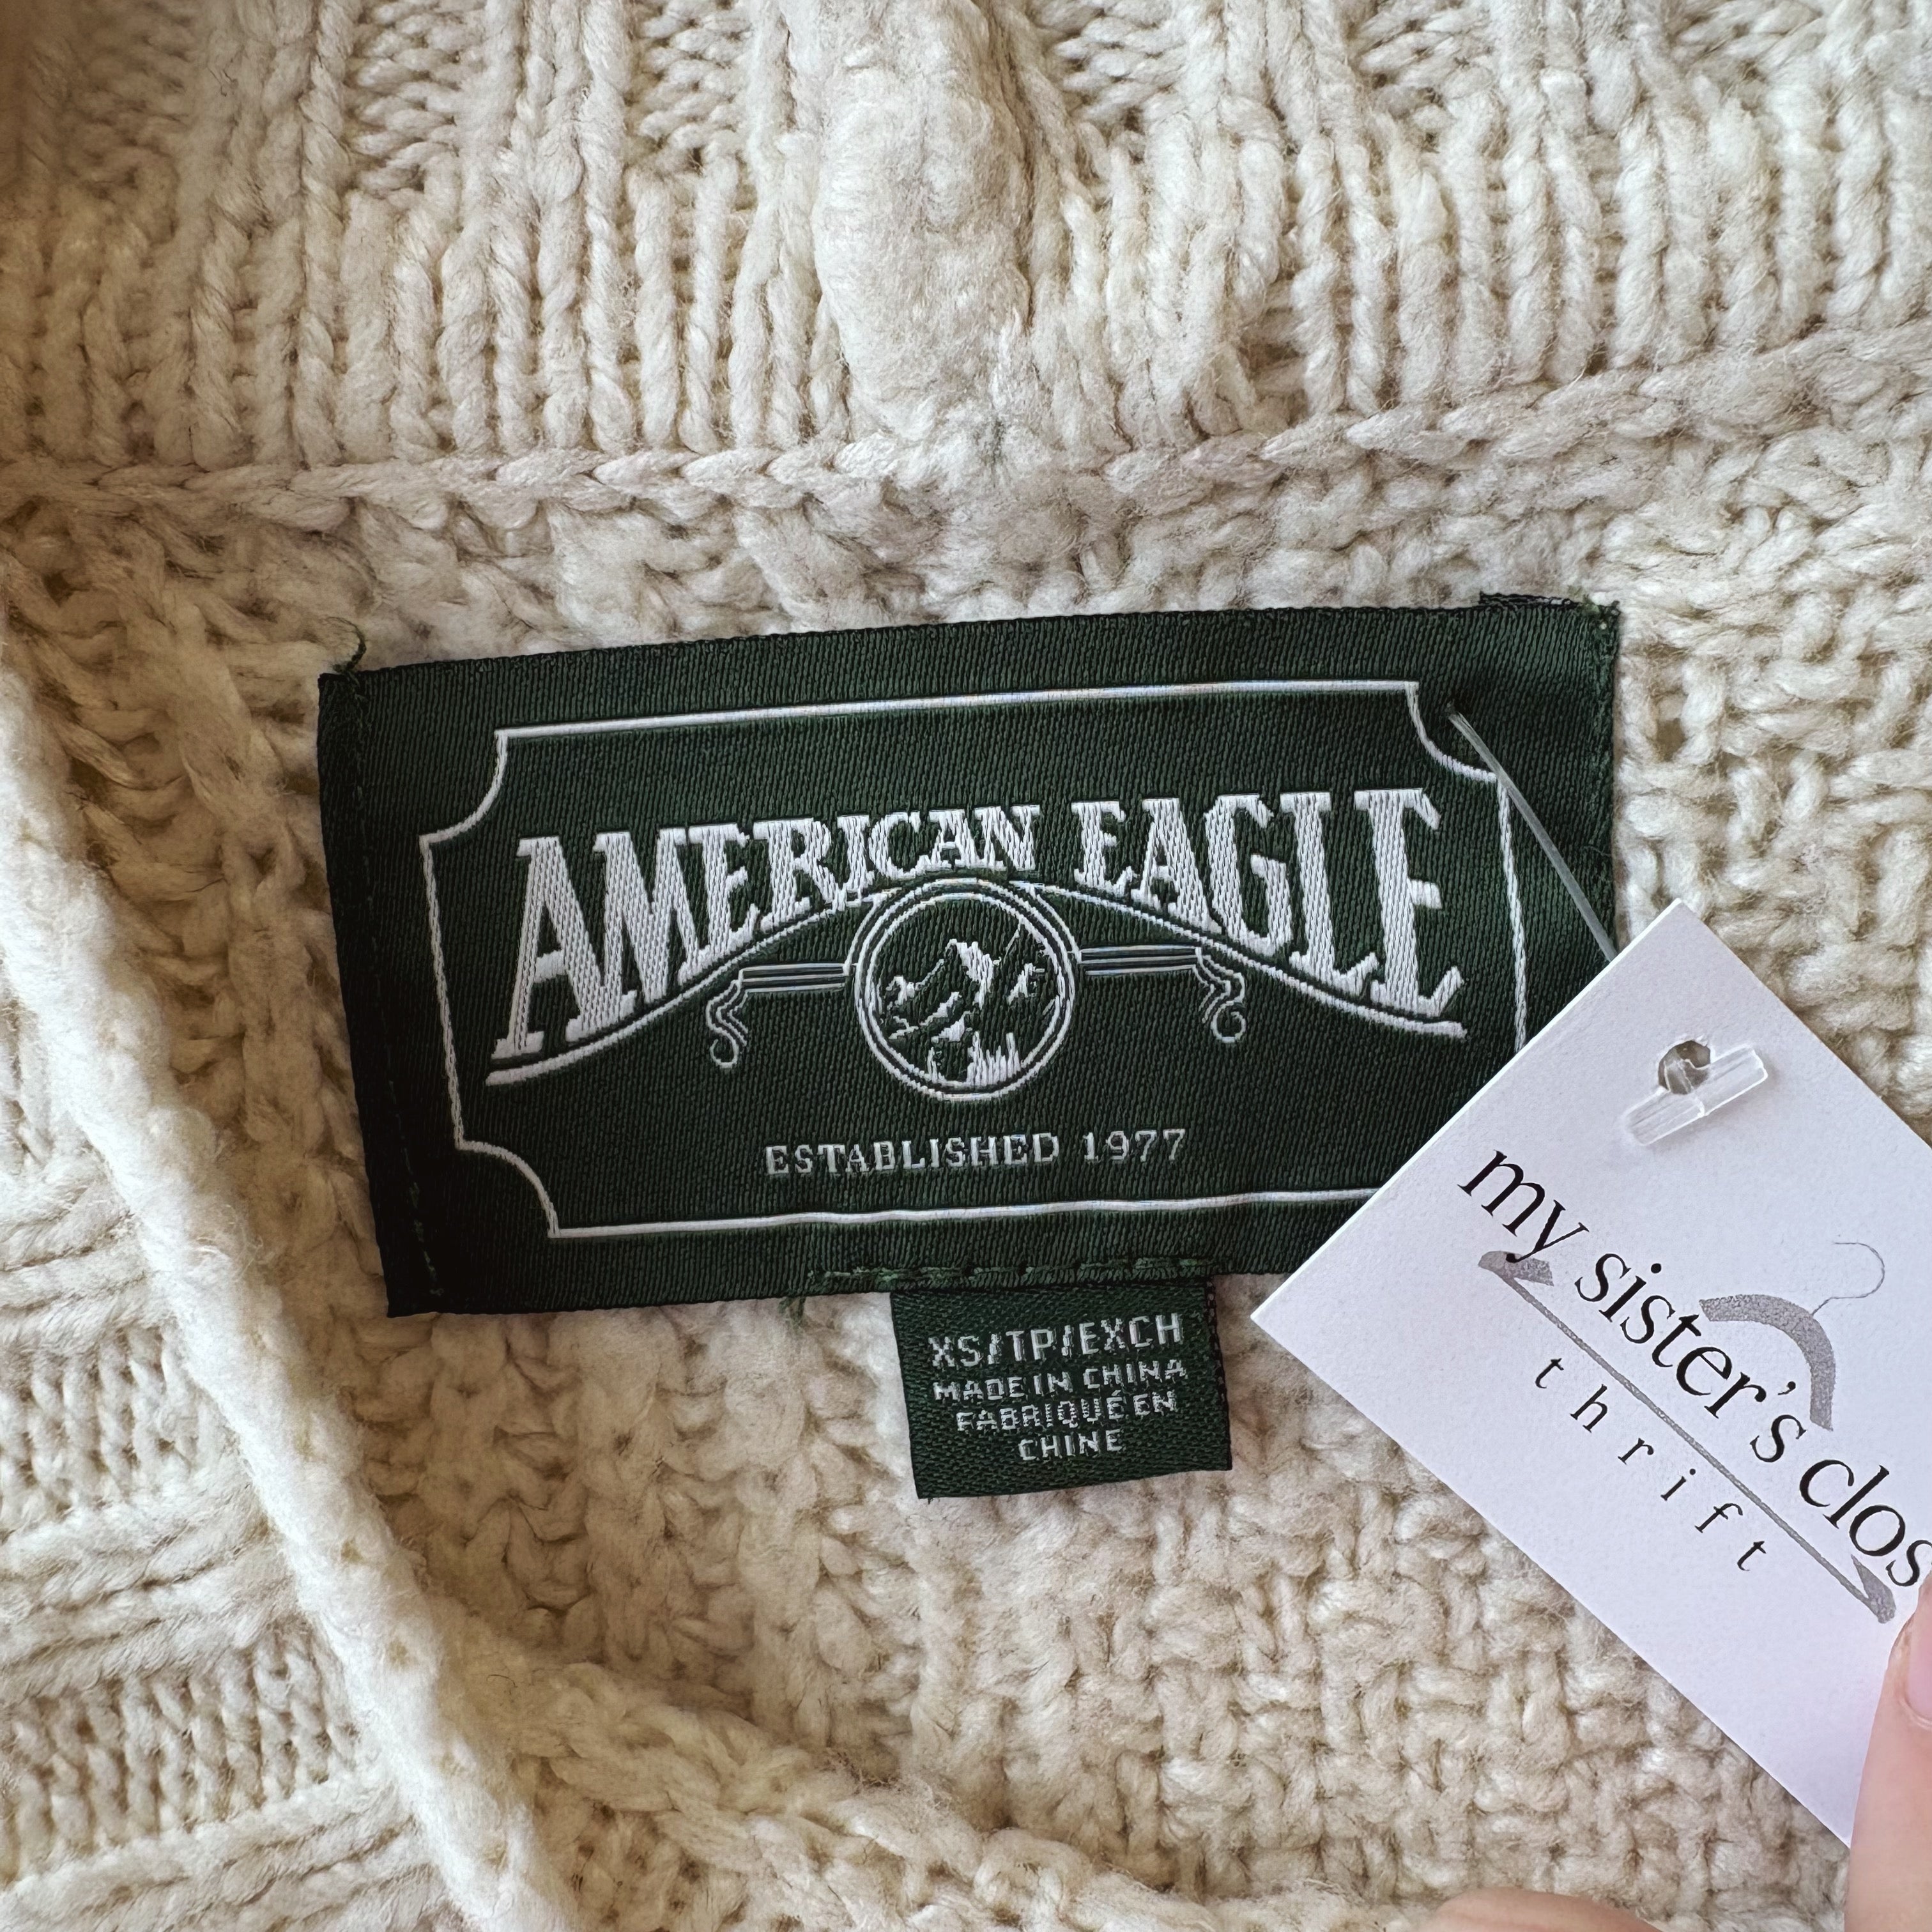 AMERICAN EAGLE
ESTABLISHED 1977
XS/TP/EXCH
MADE IN CHINA
FABRIQUÉ EN
CHINE
my sister's clos
thrift